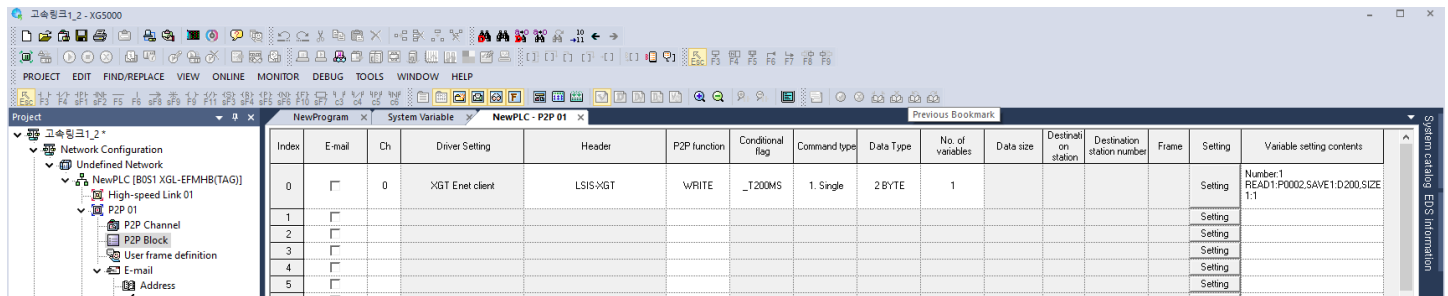 고속링크1_2 - XG5000
PROJECT EDIT FIND/REPLACE VIEW ONLINE MONITOR DEBUG TOOLS WINDOW HELP
Previous Bookmark
Project
고속링크1_2 *
Network Configuration
Undefined Network
NewPLC [B0S1 XGL-EFMHB(TAG)]
High-speed Link 01
P2P 01
P2P Channel
P2P Block
User frame definition
E-mail
Address
NewProgram × System Variable × NewPLC - P2P 01 ×
Index E-mail Ch Driver Setting Header P2P function Conditional flag Command type Data Type No. of variables Data size Destination station Destination station number Frame Setting Variable setting contents
0 0 XGT Enet client LSIS-XGT WRITE _T200MS 1. Single 2 BYTE 1 Setting Number:1
READ1:P0002,SAVE1:D200,SIZE
1:1
1 Setting
2 Setting
3 Setting
4 Setting
5 Setting
System catalog
EDS information